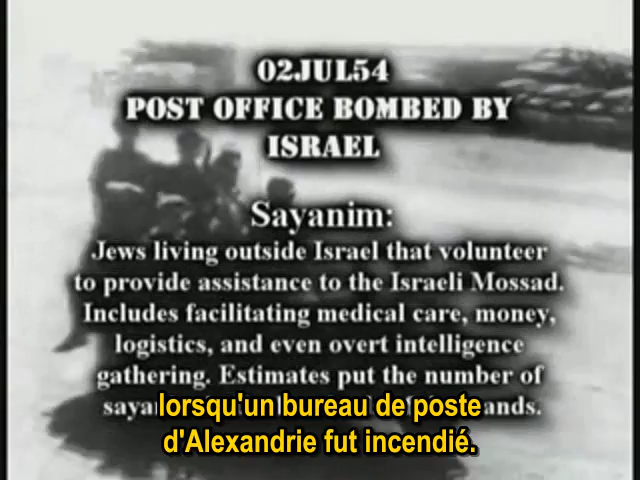 02JUL54
POST OFFICE BOMBED BY
ISRAEL
Sayanim:
Jews living outside Israel that volunteer
to provide assistance to the Israeli Mossad.
Includes facilitating medical care, money,
logistics, and even overt intelligence
gathering. Estimates put the number of
lorsqu'un bureau de poste
d'Alexandrie fut incendié.